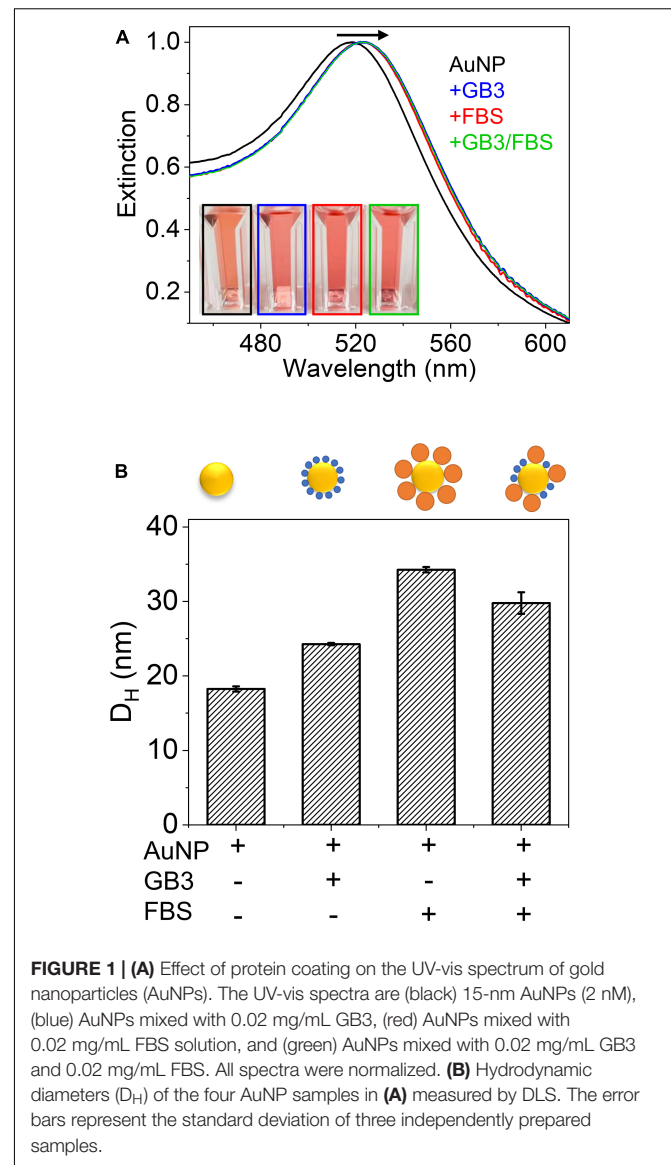 A
AuNP
+GB3
+FBS
+GB3/FBS
1.0
0.8
0.6
0.4
0.2
Extinction
480 520 560 600
Wavelength (nm)
B
40
30
20
10
0
D_H (nm)
AuNP + + + +
GB3 - + - +
FBS - - + +
FIGURE 1 | (A) Effect of protein coating on the UV-vis spectrum of gold
nanoparticles (AuNPs). The UV-vis spectra are (black) 15-nm AuNPs (2 nM),
(blue) AuNPs mixed with 0.02 mg/mL GB3, (red) AuNPs mixed with
0.02 mg/mL FBS solution, and (green) AuNPs mixed with 0.02 mg/mL GB3
and 0.02 mg/mL FBS. All spectra were normalized. (B) Hydrodynamic
diameters (D_H) of the four AuNP samples in (A) measured by DLS. The error
bars represent the standard deviation of three independently prepared
samples.